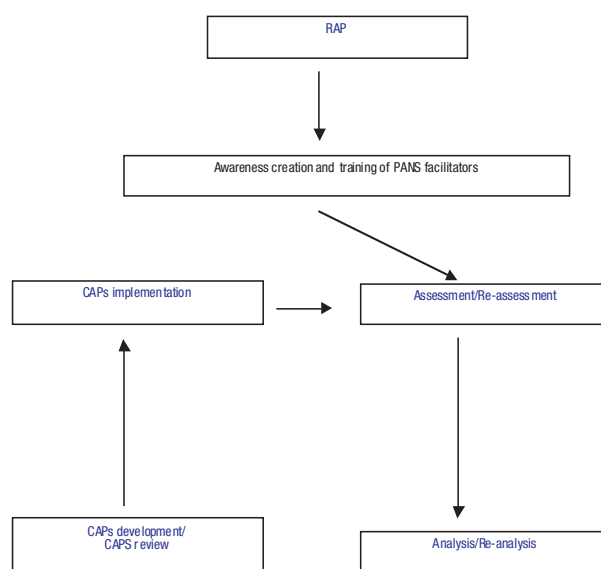 RAP
Awareness creation and training of PANS facilitators
CAPs implementation
Assessment/Re-assessment
CAPs development/
CAPS review
Analysis/Re-analysis